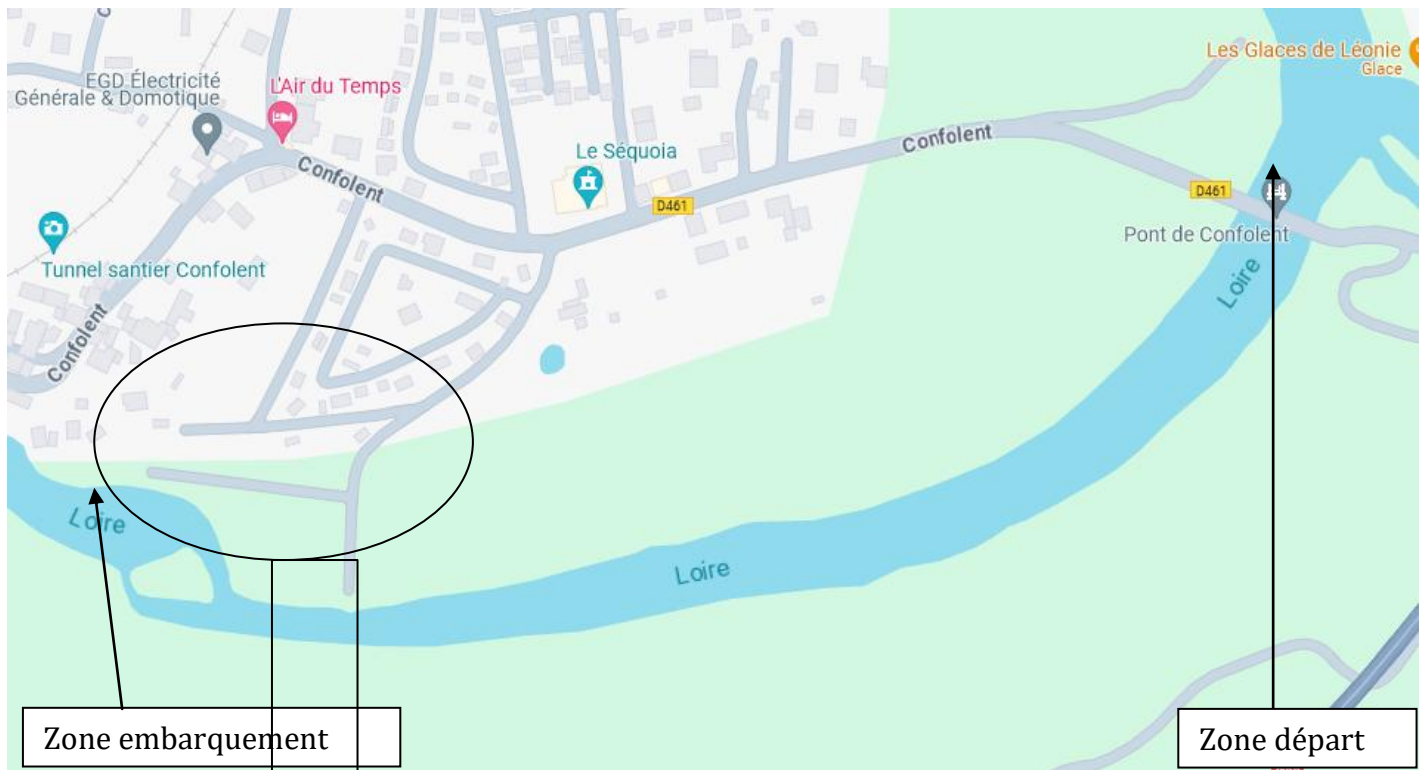 Les Glaces de Léonie
Glace
EGD Électricité
Générale & Domotique
L'Air du Temps
Confolent
Le Séquoia
Confolent
D461
D461
Pont de Confolent
Tunnel santier Confolent
Loire
Confolent
Loire
Loire
Zone embarquement
Zone départ